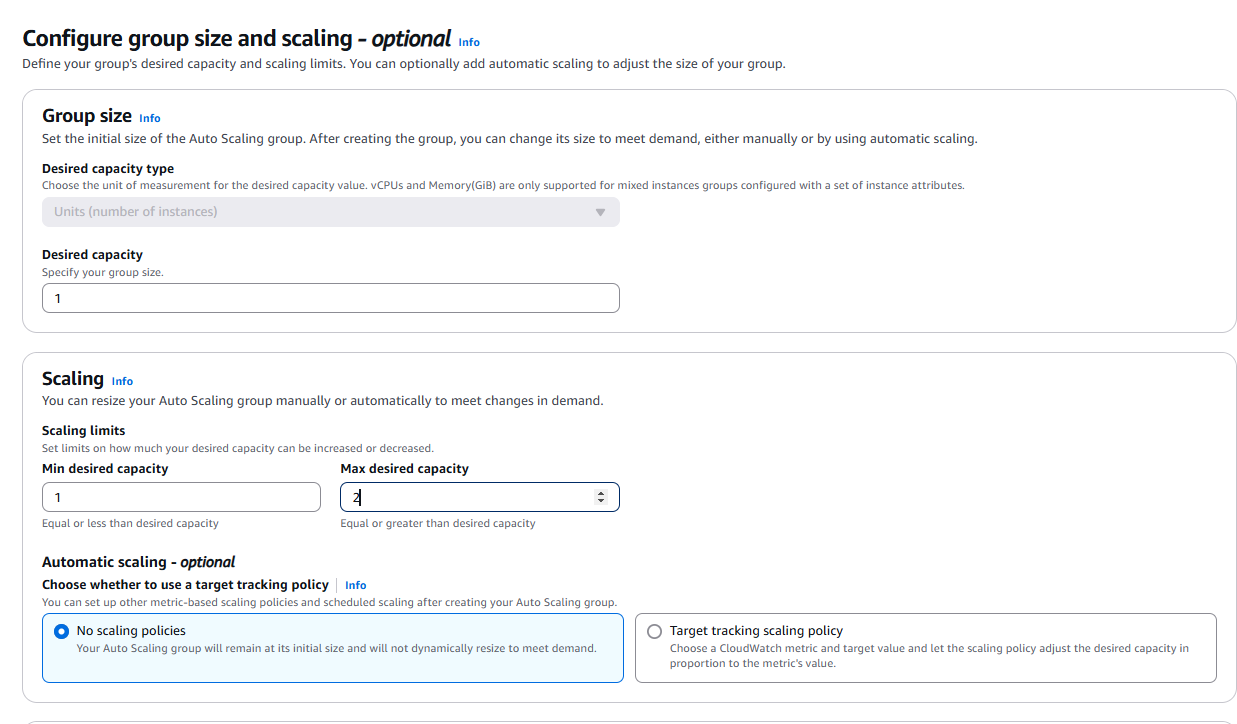 Configure group size and scaling - optional Info
Define your group's desired capacity and scaling limits. You can optionally add automatic scaling to adjust the size of your group.
Group size Info
Set the initial size of the Auto Scaling group. After creating the group, you can change its size to meet demand, either manually or by using automatic scaling.
Desired capacity type
Choose the unit of measurement for the desired capacity value. vCPUs and Memory(GiB) are only supported for mixed instances groups configured with a set of instance attributes.
Units (number of instances)
Desired capacity
Specify your group size.
1
Scaling Info
You can resize your Auto Scaling group manually or automatically to meet changes in demand.
Scaling limits
Set limits on how much your desired capacity can be increased or decreased.
Min desired capacity Max desired capacity
1 2
Equal or less than desired capacity Equal or greater than desired capacity
Automatic scaling - optional
Choose whether to use a target tracking policy Info
You can set up other metric-based scaling policies and scheduled scaling after creating your Auto Scaling group.
No scaling policies
Your Auto Scaling group will remain at its initial size and will not dynamically resize to meet demand.
Target tracking scaling policy
Choose a CloudWatch metric and target value and let the scaling policy adjust the desired capacity in
proportion to the metric's value.